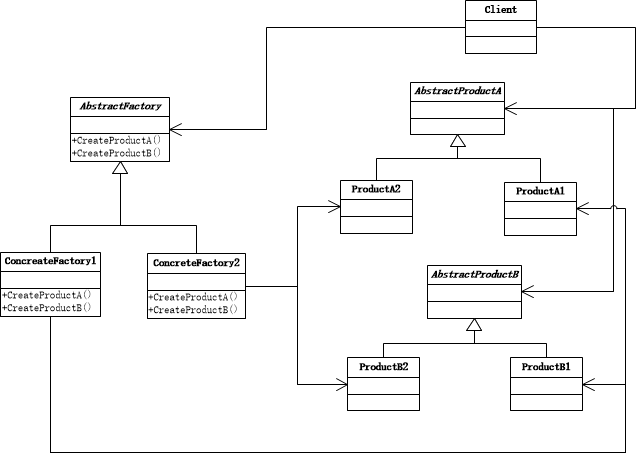 Client
AbstractProductA
AbstractFactory
+CreateProductA()
+CreateProductB()
ProductA2
ProductA1
ConcreateFactory1
+CreateProductA()
+CreateProductB()
ConcreteFactory2
+CreateProductA()
+CreateProductB()
AbstractProductB
ProductB2
ProductB1